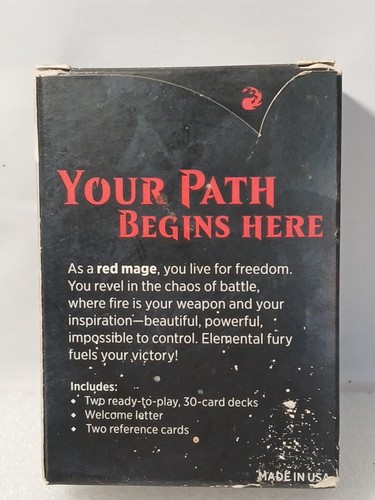 YOUR PATH
BEGINS HERE
As a red mage, you live for freedom.
You revel in the chaos of battle,
where fire is your weapon and your
inspiration—beautiful, powerful,
impossible to control. Elemental fury
fuels your victory!
Includes:
◆ Two ready-to-play, 30-card decks
◆ Welcome letter
◆ Two reference cards
MADE IN USA